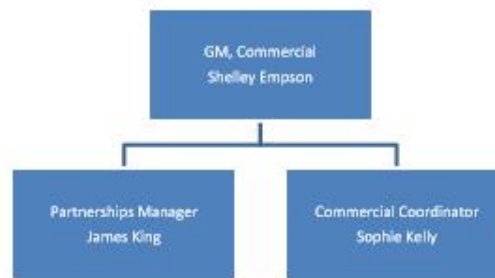 GM, Commercial
Shelley Empson
Partnerships Manager
James King
Commercial Coordinator
Sophie Kelly